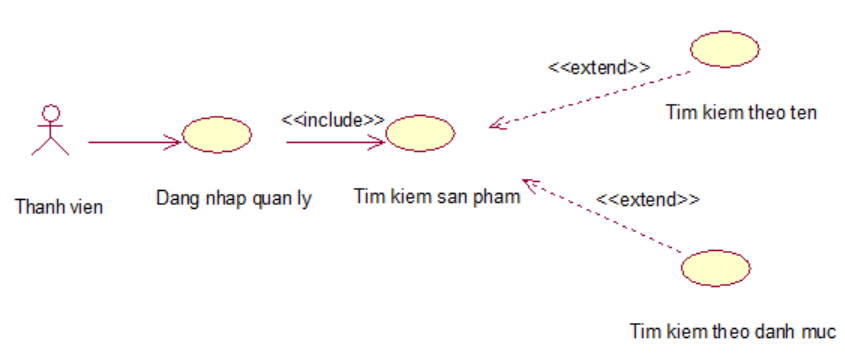 <<extend>>
Tim kiem theo ten
<<include>>
Thanh vien
Dang nhap quan ly
Tim kiem san pham
<<extend>>
Tim kiem theo danh muc